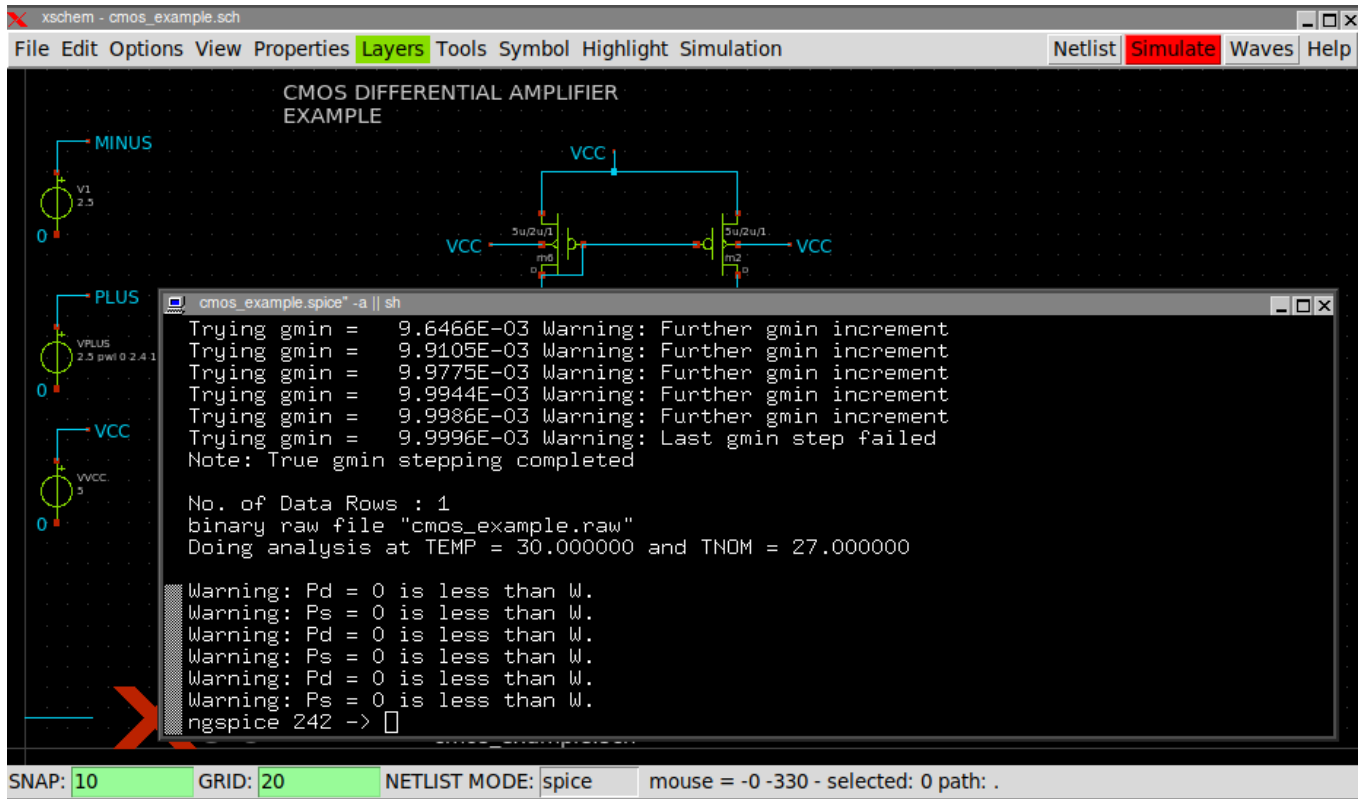 xschem - cmos_example.sch
File Edit Options View Properties Layers Tools Symbol Highlight Simulation Netlist Simulate Waves Help
CMOS DIFFERENTIAL AMPLIFIER
EXAMPLE
MINUS
V1
2.5
0
VCC
5u/2u/1
5u/2u/1
VCC
VCC
m6
m2
D
D
PLUS
VPLUS
2.5 pwl 0 2.4 1
0
VCC
VVCC
5
0
cmos_example.spice" -a || sh
Trying gmin = 9.6466E-03 Warning: Further gmin increment
Trying gmin = 9.9105E-03 Warning: Further gmin increment
Trying gmin = 9.9775E-03 Warning: Further gmin increment
Trying gmin = 9.9944E-03 Warning: Further gmin increment
Trying gmin = 9.9986E-03 Warning: Further gmin increment
Trying gmin = 9.9996E-03 Warning: Last gmin step failed
Note: True gmin stepping completed
No. of Data Rows : 1
binary raw file "cmos_example.raw"
Doing analysis at TEMP = 30.000000 and TNOM = 27.000000
Warning: Pd = 0 is less than W.
Warning: Ps = 0 is less than W.
Warning: Pd = 0 is less than W.
Warning: Ps = 0 is less than W.
Warning: Pd = 0 is less than W.
Warning: Ps = 0 is less than W.
ngspice 242 ->
SNAP: 10 GRID: 20 NETLIST MODE: spice mouse = -0 -330 - selected: 0 path: .